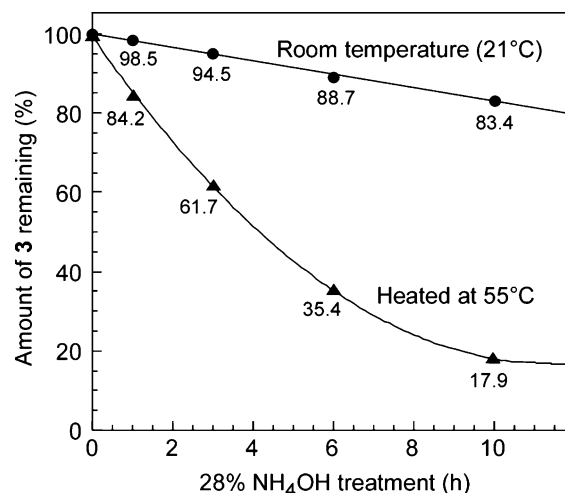 100
80
60
40
20
0
Amount of 3 remaining (%)
Room temperature (21°C)
98.5
94.5
88.7
83.4
84.2
61.7
35.4
17.9
Heated at 55°C
0 2 4 6 8 10
28% NH₄OH treatment (h)